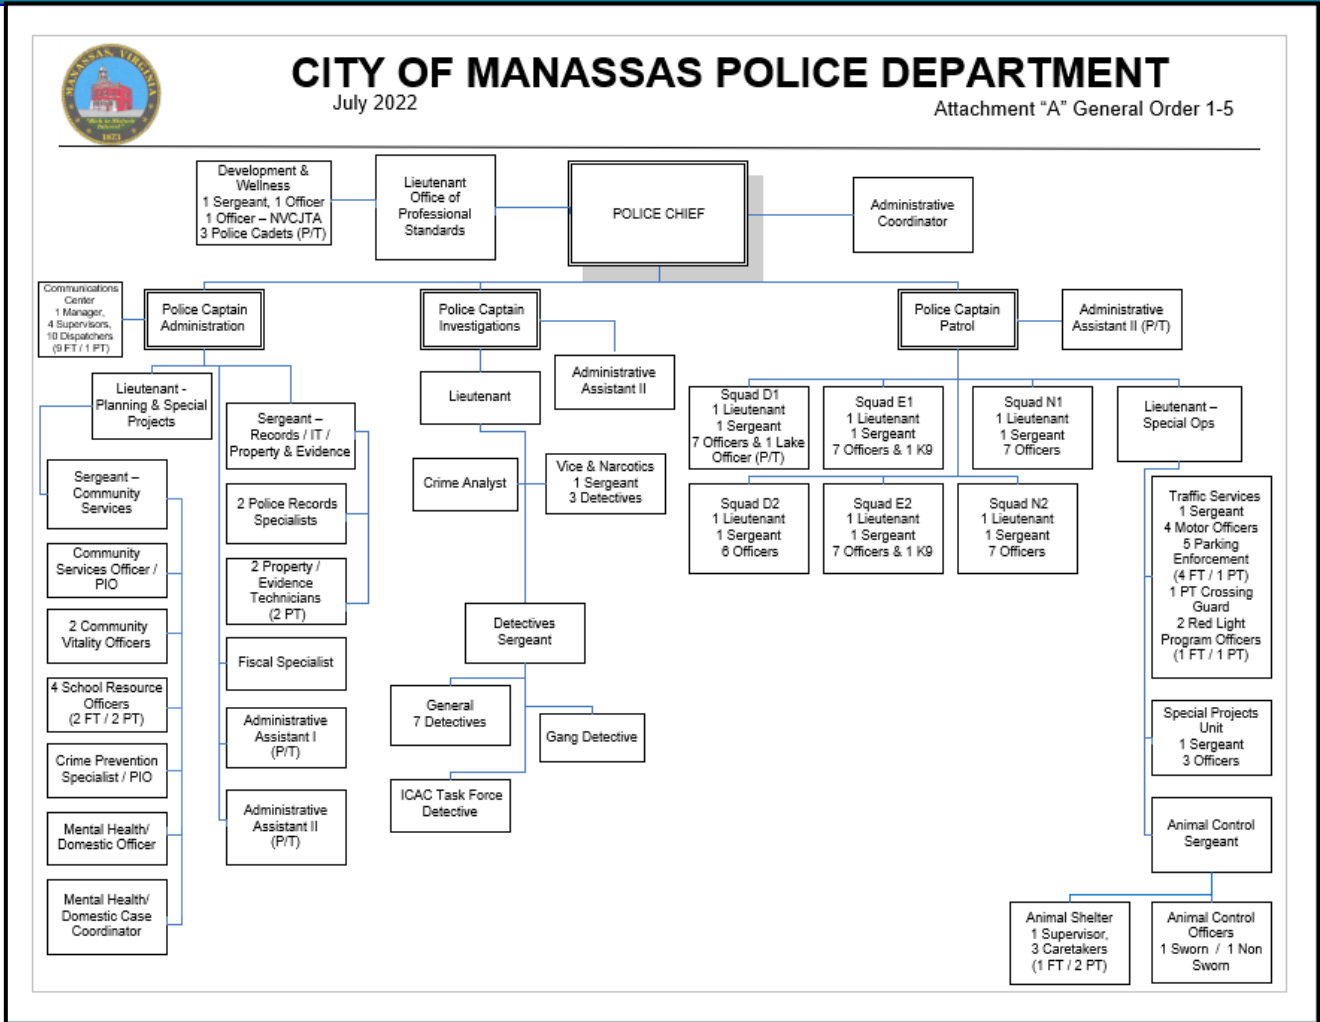 CITY OF MANASSAS POLICE DEPARTMENT
July 2022
Attachment “A” General Order 1-5
MANASSAS, VIRGINIA
1873
Development &
Wellness
1 Sergeant, 1 Officer
1 Officer – NVCJTA
3 Police Cadets (P/T)
Lieutenant
Office of
Professional
Standards
POLICE CHIEF
Administrative
Coordinator
Communications
Center
1 Manager,
4 Supervisors,
10 Dispatchers
(9 FT / 1 PT)
Police Captain
Administration
Police Captain
Investigations
Police Captain
Patrol
Administrative
Assistant II (P/T)
Lieutenant -
Planning & Special
Projects
Sergeant –
Records / IT /
Property & Evidence
Lieutenant
Administrative
Assistant II
Squad D1
1 Lieutenant
1 Sergeant
7 Officers & 1 Lake
Officer (P/T)
Squad E1
1 Lieutenant
1 Sergeant
7 Officers & 1 K9
Squad N1
1 Lieutenant
1 Sergeant
7 Officers
Lieutenant –
Special Ops
Sergeant –
Community
Services
2 Police Records
Specialists
Crime Analyst
Vice & Narcotics
1 Sergeant
3 Detectives
Squad D2
1 Lieutenant
1 Sergeant
6 Officers
Squad E2
1 Lieutenant
1 Sergeant
7 Officers & 1 K9
Squad N2
1 Lieutenant
1 Sergeant
7 Officers
Traffic Services
1 Sergeant
4 Motor Officers
5 Parking
Enforcement
(4 FT / 1 PT)
1 PT Crossing
Guard
2 Red Light
Program Officers
(1 FT / 1 PT)
Community
Services Officer /
PIO
2 Property /
Evidence
Technicians
(2 PT)
2 Community
Vitality Officers
Fiscal Specialist
Detectives
Sergeant
4 School Resource
Officers
(2 FT / 2 PT)
Administrative
Assistant I
(P/T)
General
7 Detectives
Gang Detective
Special Projects
Unit
1 Sergeant
3 Officers
Crime Prevention
Specialist / PIO
Administrative
Assistant II
(P/T)
ICAC Task Force
Detective
Mental Health/
Domestic Officer
Animal Control
Sergeant
Mental Health/
Domestic Case
Coordinator
Animal Shelter
1 Supervisor,
3 Caretakers
(1 FT / 2 PT)
Animal Control
Officers
1 Sworn / 1 Non
Sworn